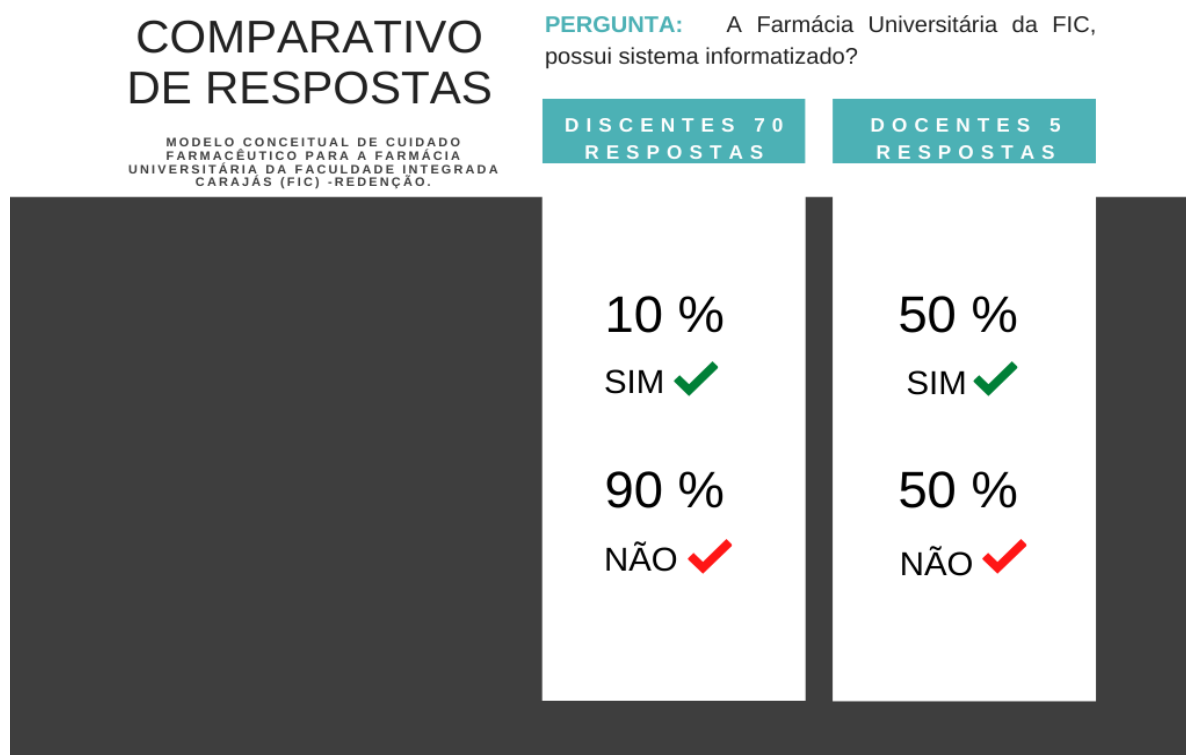 COMPARATIVO
DE RESPOSTAS
MODELO CONCEITUAL DE CUIDADO
FARMACÊUTICO PARA A FARMÁCIA
UNIVERSITÁRIA DA FACULDADE INTEGRADA
CARAJÁS (FIC) -REDENÇÃO.
PERGUNTA: A Farmácia Universitária da FIC,
possui sistema informatizado?
DISCENTES 70
RESPOSTAS
10 %
SIM
90 %
NÃO
DOCENTES 5
RESPOSTAS
50 %
SIM
50 %
NÃO